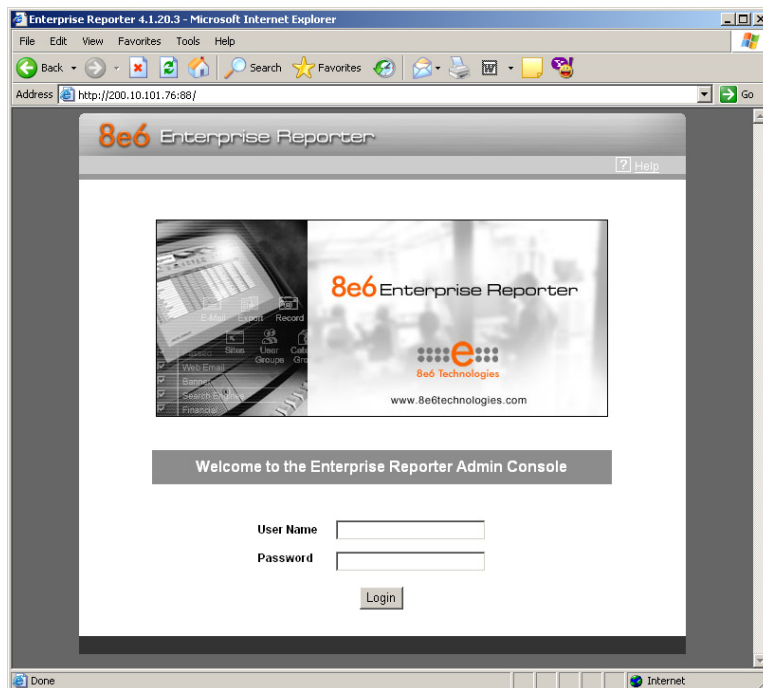 Enterprise Reporter 4.1.20.3 - Microsoft Internet Explorer
File Edit View Favorites Tools Help
Back Search Favorites
Address http://200.10.101.76:88/ Go
8e6 Enterprise Reporter
? Help
8e6 Enterprise Reporter
E-Mail Export Record
Sites User Groups
Web Email
Banner
Search Engines
Financial
e
8e6 Technologies
www.8e6technologies.com
Welcome to the Enterprise Reporter Admin Console
User Name
Password
Login
Done Internet